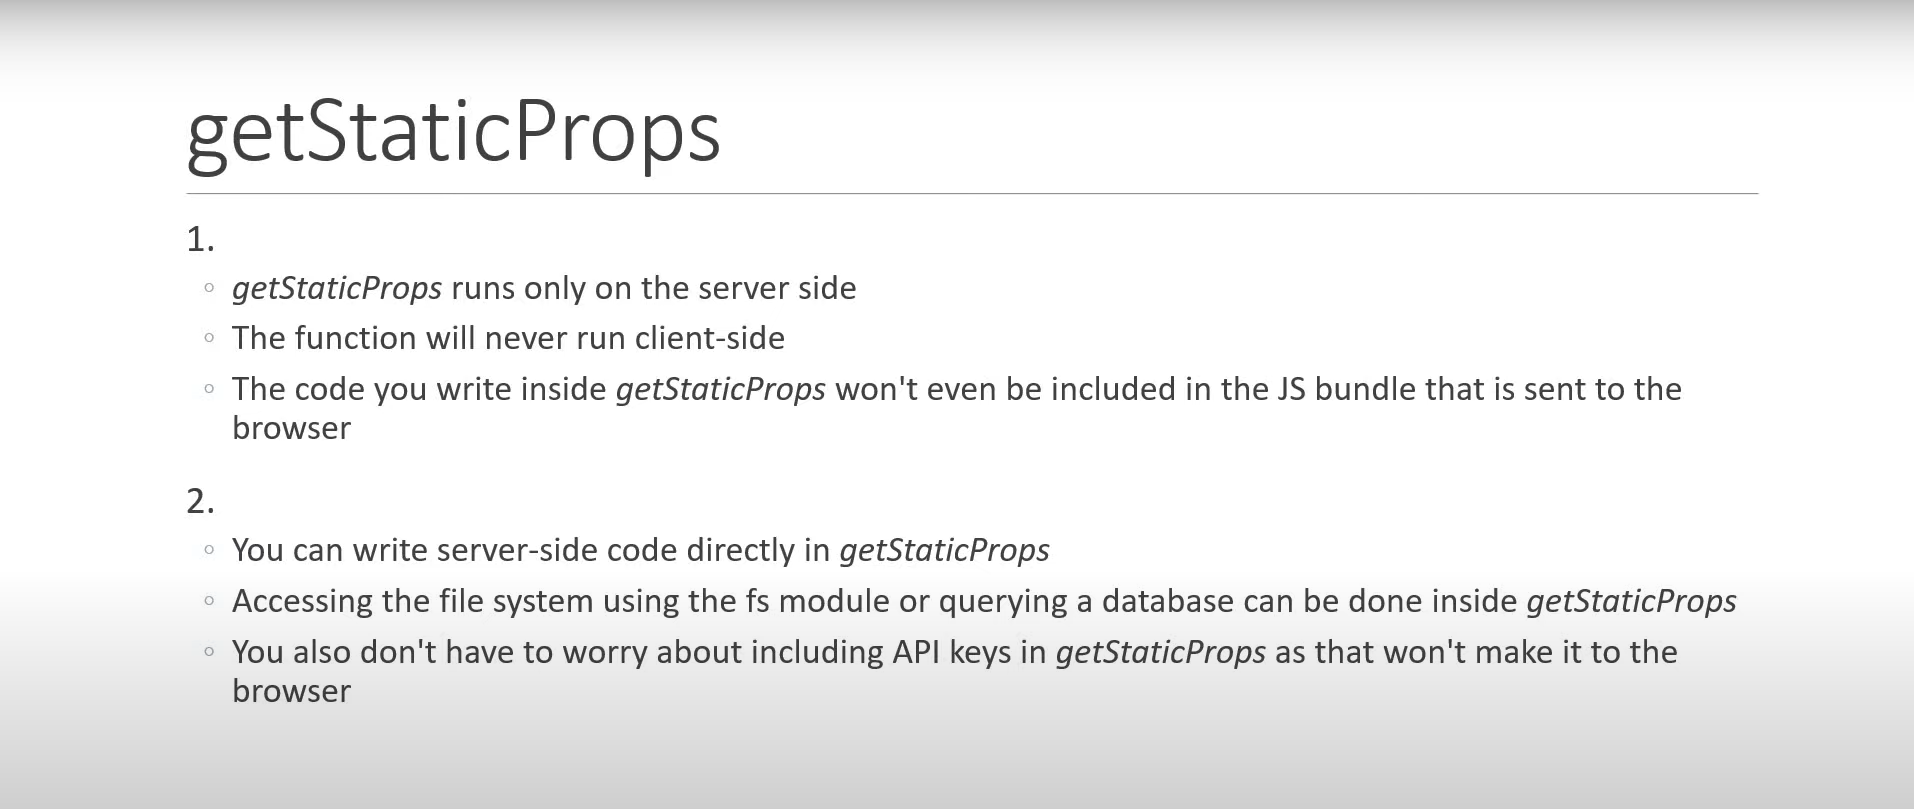 getStaticProps
1.
◦ getStaticProps runs only on the server side
◦ The function will never run client-side
◦ The code you write inside getStaticProps won't even be included in the JS bundle that is sent to the
browser
2.
◦ You can write server-side code directly in getStaticProps
◦ Accessing the file system using the fs module or querying a database can be done inside getStaticProps
◦ You also don't have to worry about including API keys in getStaticProps as that won't make it to the
browser